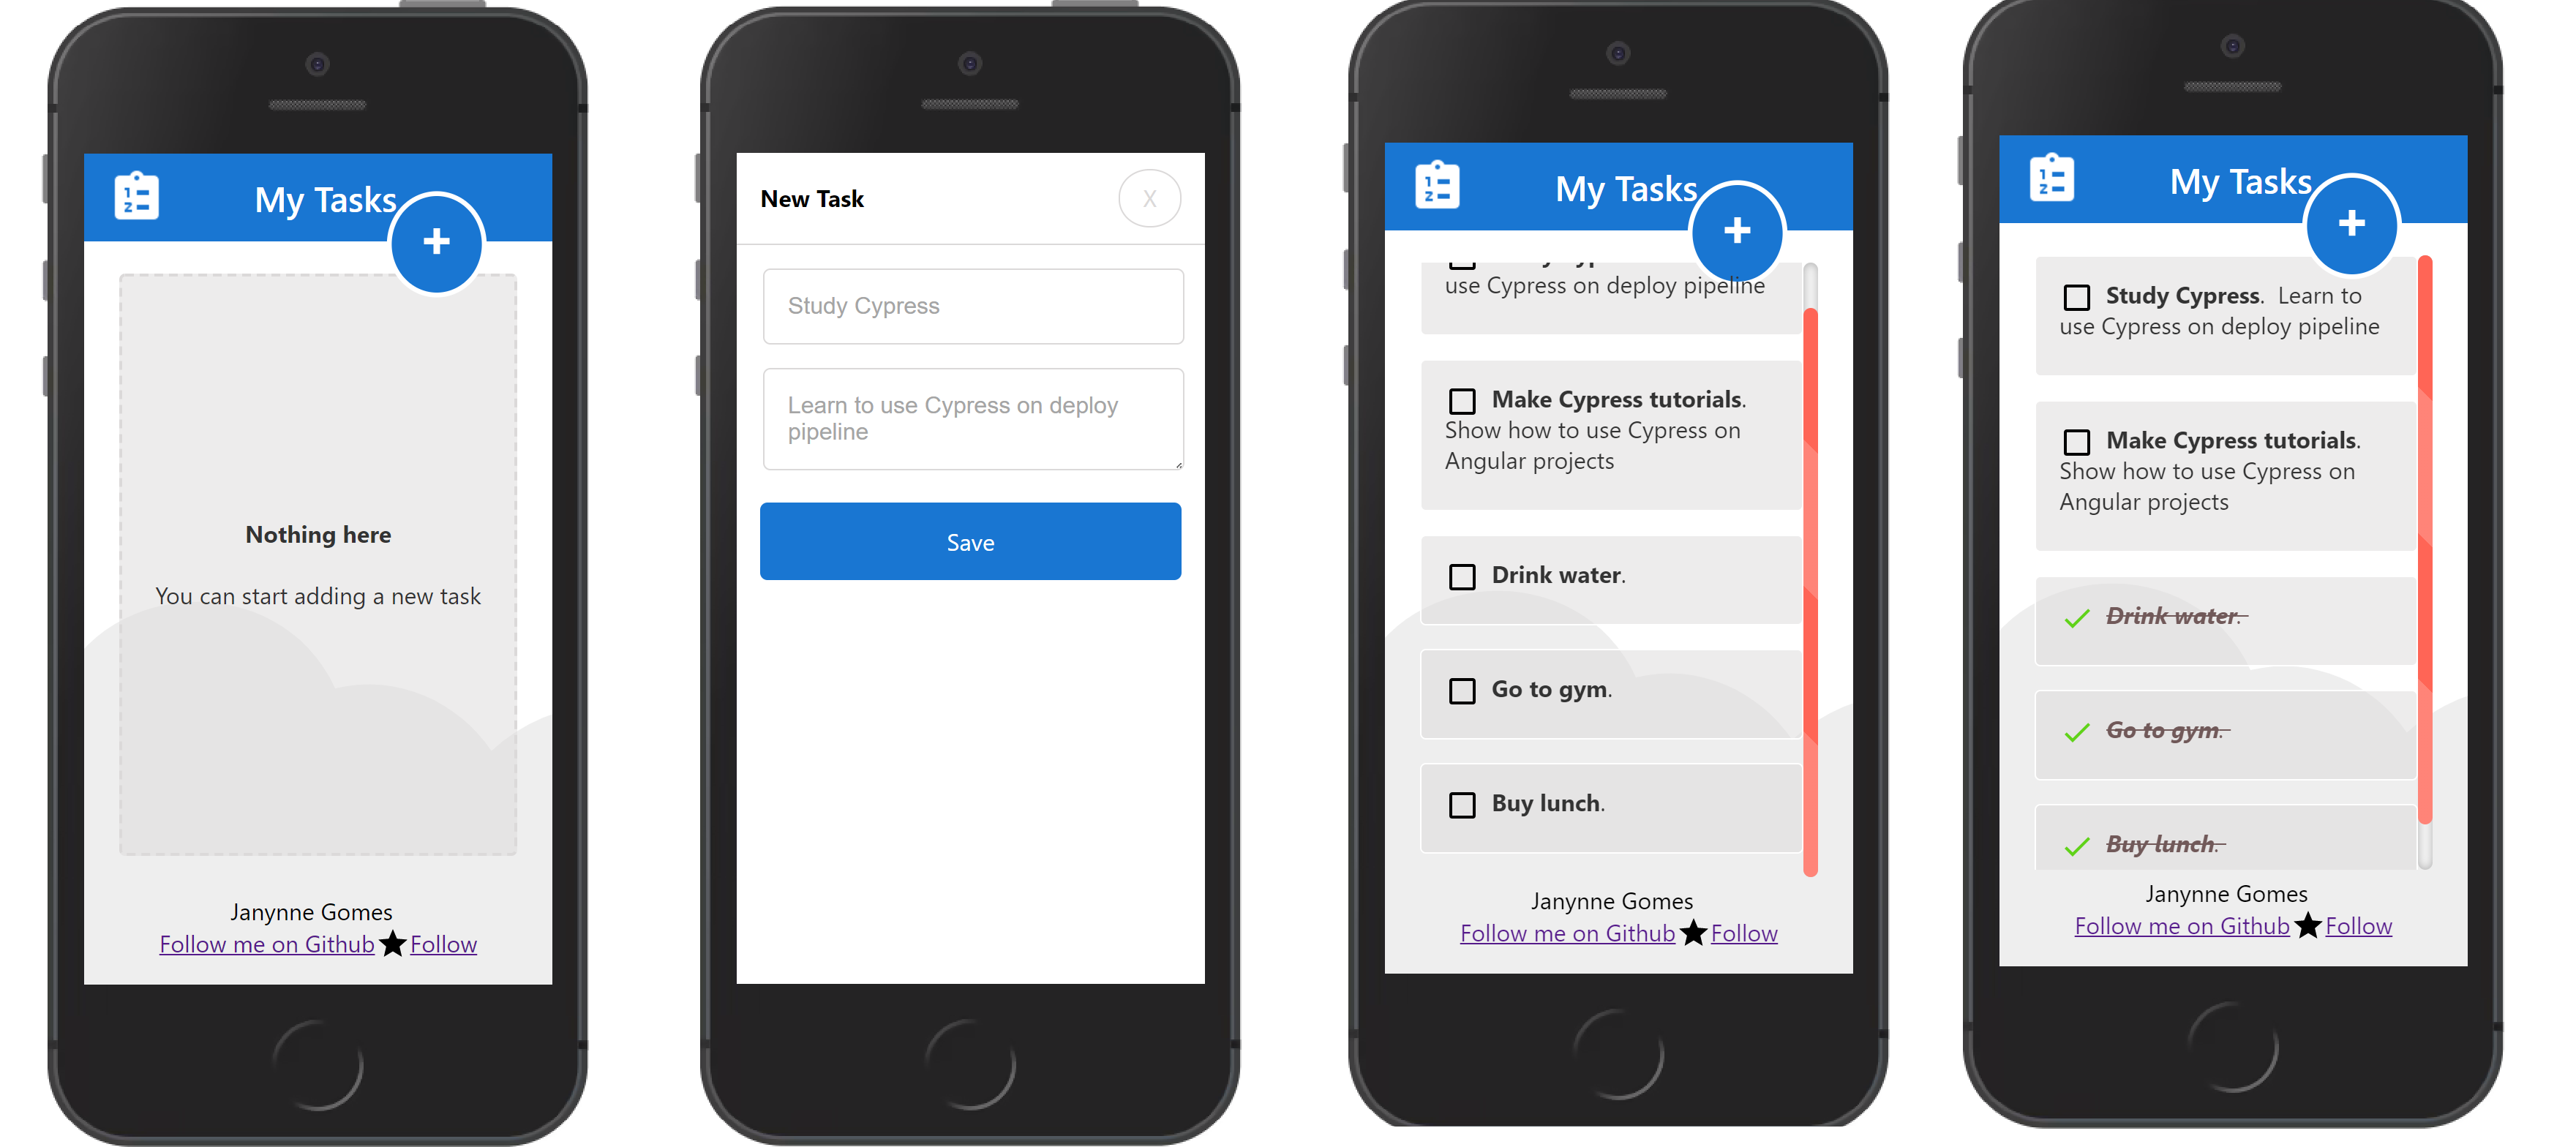 My Tasks
+
Nothing here
You can start adding a new task
Janynne Gomes
Follow me on Github ★ Follow
New Task
X
Study Cypress
Learn to use Cypress on deploy
pipeline
Save
My Tasks
+
use Cypress on deploy pipeline
Make Cypress tutorials.
Show how to use Cypress on
Angular projects
Drink water.
Go to gym.
Buy lunch.
Janynne Gomes
Follow me on Github ★ Follow
My Tasks
+
Study Cypress. Learn to
use Cypress on deploy pipeline
Make Cypress tutorials.
Show how to use Cypress on
Angular projects
Drink water.
Go to gym.
Buy lunch.
Janynne Gomes
Follow me on Github ★ Follow